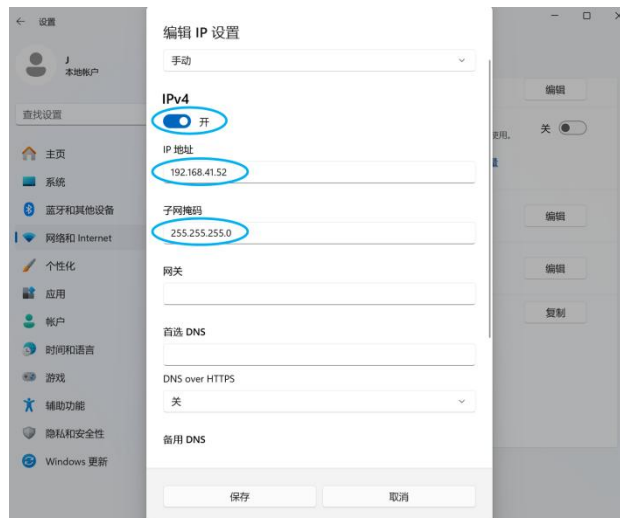 设置
J
本地帐户
查找设置
主页
系统
蓝牙和其他设备
网络和 Internet
个性化
应用
帐户
时间和语言
游戏
辅助功能
隐私和安全性
Windows 更新
编辑 IP 设置
手动
IPv4
开
IP 地址
192.168.41.52
子网掩码
255.255.255.0
网关
首选 DNS
DNS over HTTPS
关
备用 DNS
保存
取消
编辑
使用。
关
编辑
编辑
复制